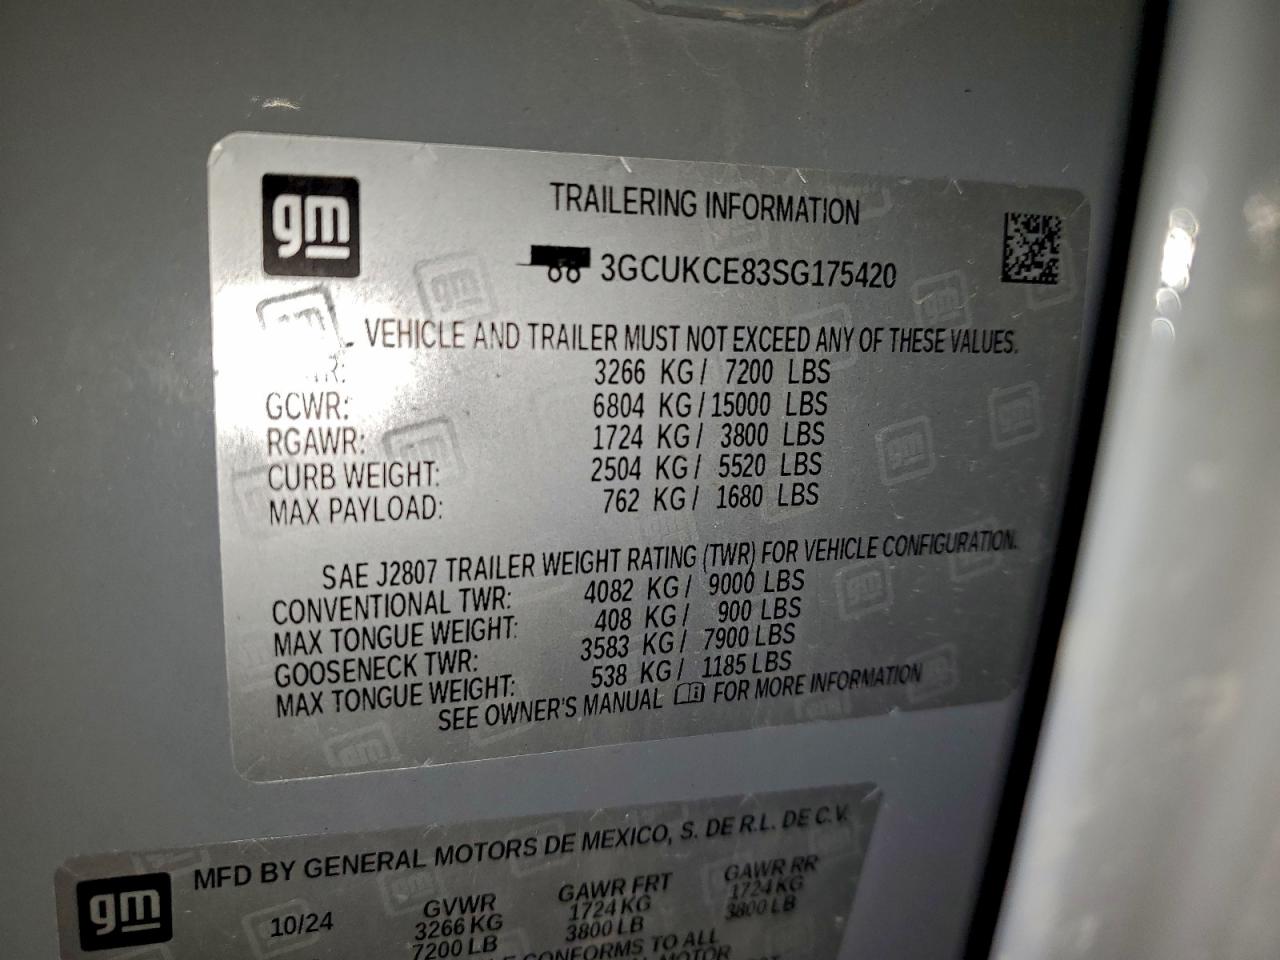 gm
TRAILERING INFORMATION
3GCUKCE83SG175420
VEHICLE AND TRAILER MUST NOT EXCEED ANY OF THESE VALUES.
3266 KG/ 7200 LBS
GCWR: 6804 KG/15000 LBS
RGAWR: 1724 KG/ 3800 LBS
CURB WEIGHT: 2504 KG/ 5520 LBS
MAX PAYLOAD: 762 KG/ 1680 LBS
SAE J2807 TRAILER WEIGHT RATING (TWR) FOR VEHICLE CONFIGURATION.
CONVENTIONAL TWR: 4082 KG/ 9000 LBS
MAX TONGUE WEIGHT: 408 KG/ 900 LBS
GOOSENECK TWR: 3583 KG/ 7900 LBS
MAX TONGUE WEIGHT: 538 KG/ 1185 LBS
SEE OWNER'S MANUAL FOR MORE INFORMATION
gm
MFD BY GENERAL MOTORS DE MEXICO, S. DE R.L. DE C.V.
10/24 GVWR GAWR FRT GAWR RR
3266 KG 1724 KG 1724 KG
7200 LB 3800 LB 3800 LB
CONFORMS TO ALL
MOTOR